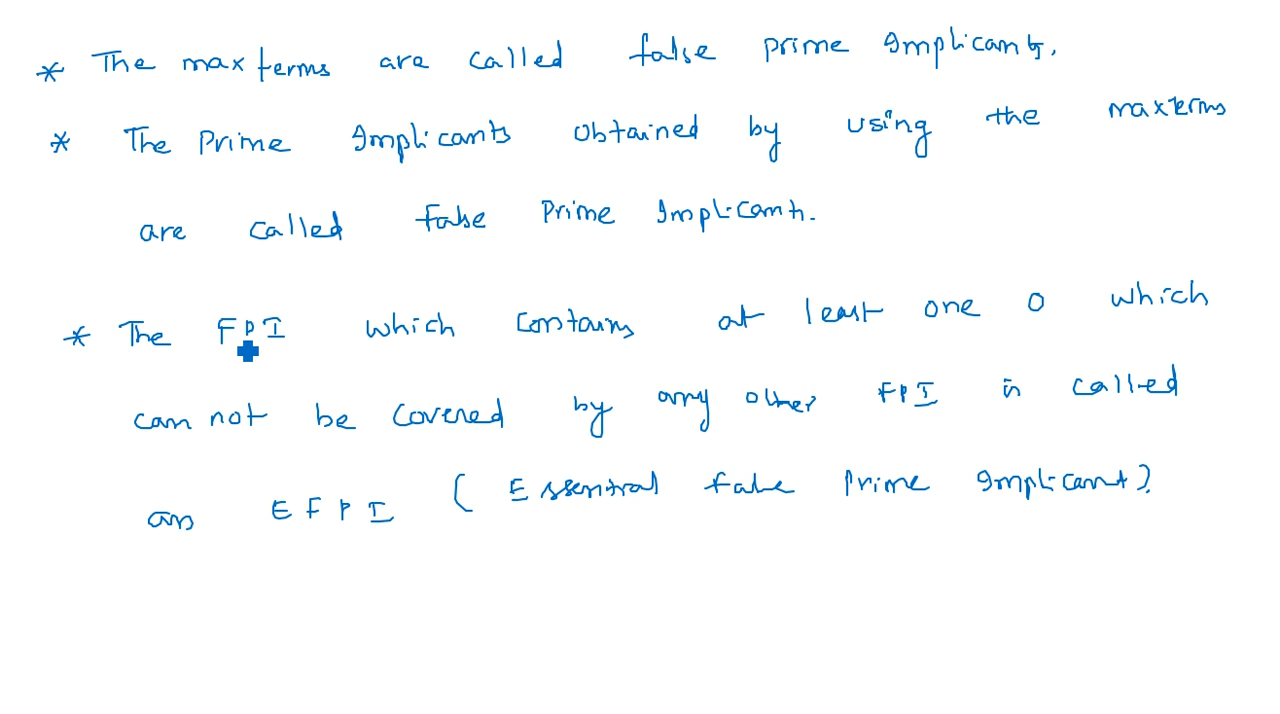 * The maxterms are called false prime Implicants.
* The Prime Implicants obtained by using the maxterms
are called false Prime Implicants.
* The FPI which contains at least one 0 which
can not be covered by any other FPI is called
an EFPI (Essential false Prime Implicant)